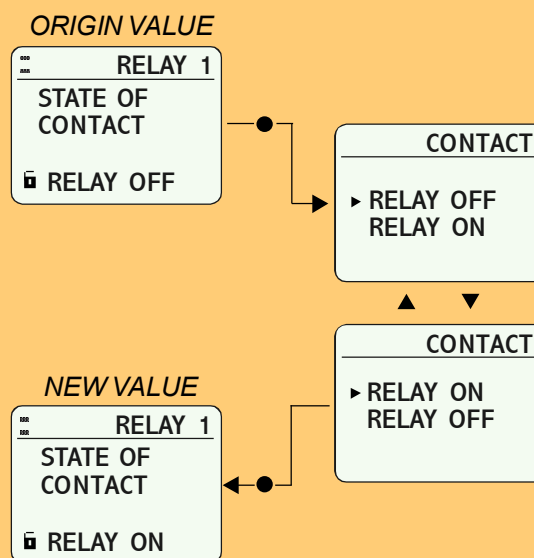 ORIGIN VALUE
RELAY 1
STATE OF
CONTACT
RELAY OFF
CONTACT
RELAY OFF
RELAY ON
CONTACT
RELAY ON
RELAY OFF
NEW VALUE
RELAY 1
STATE OF
CONTACT
RELAY ON